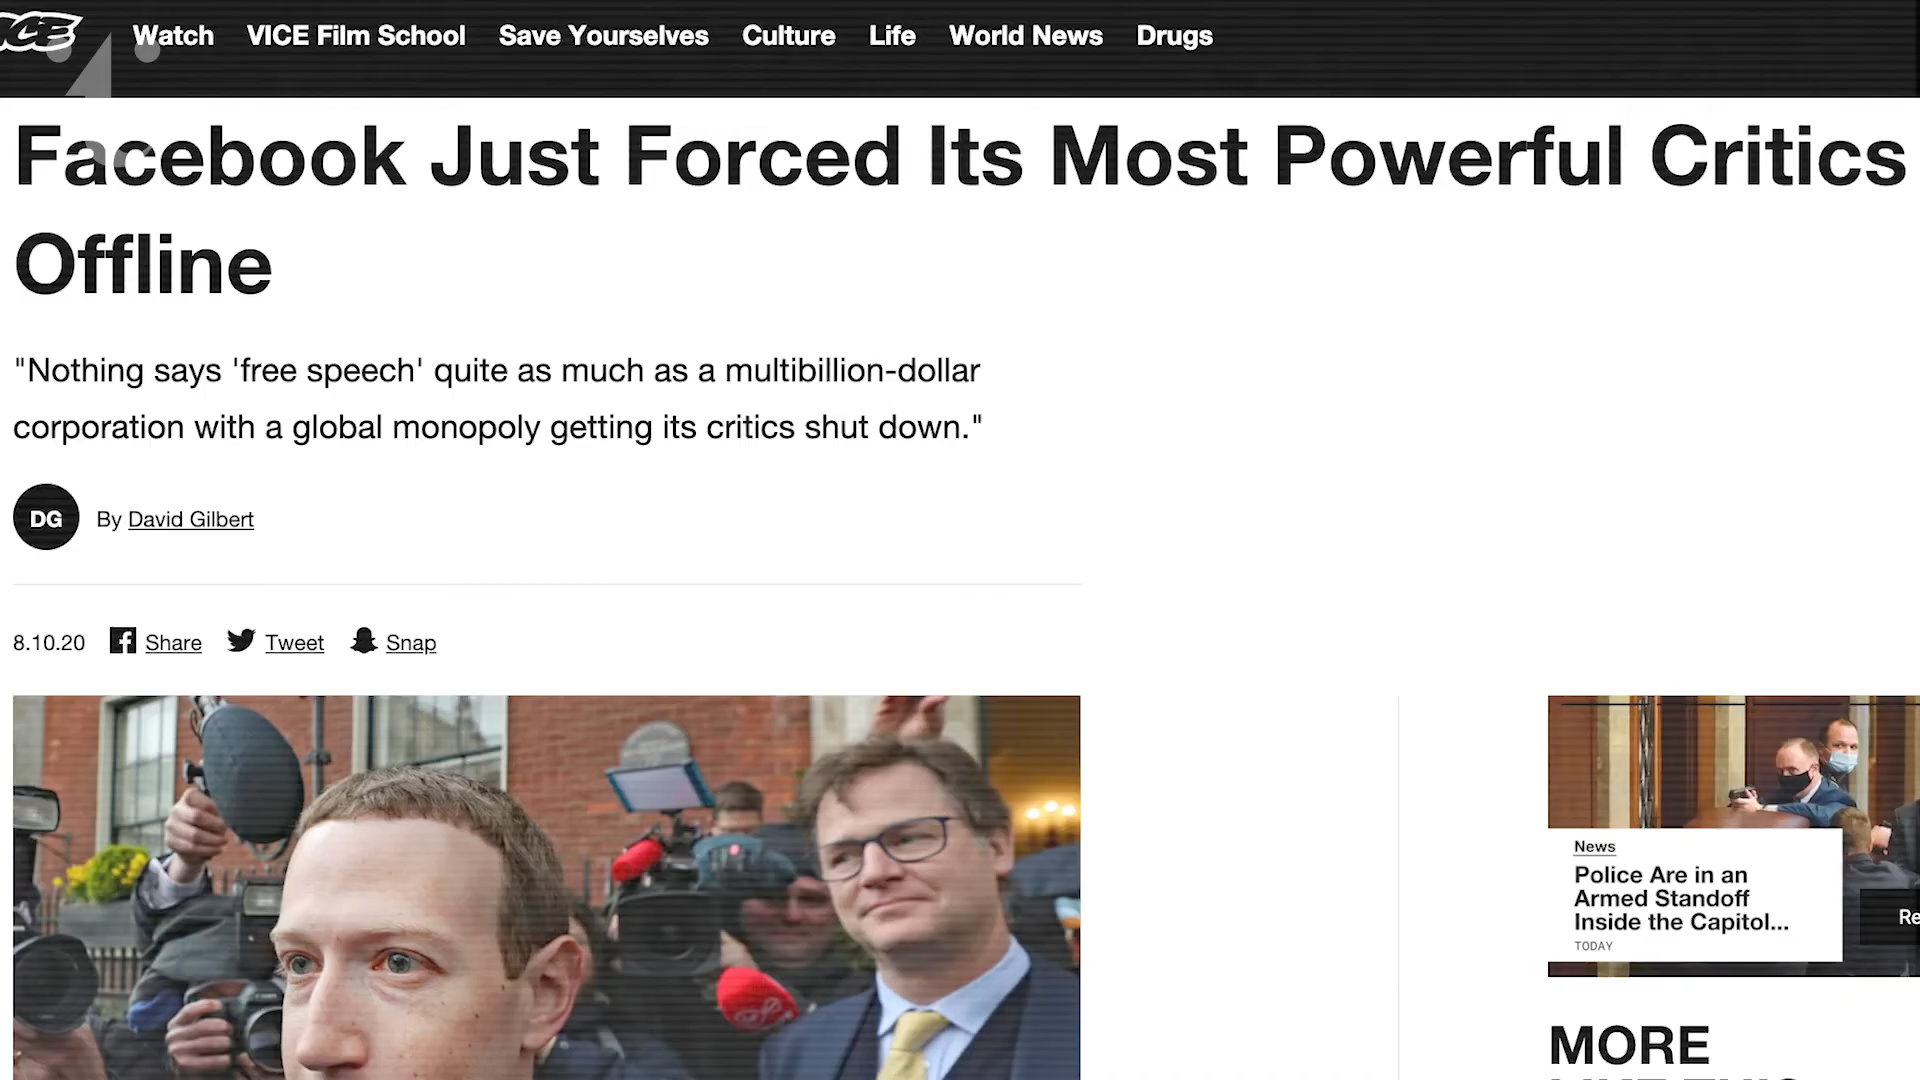 VICE
Watch VICE Film School Save Yourselves Culture Life World News Drugs
Facebook Just Forced Its Most Powerful Critics
Offline
"Nothing says 'free speech' quite as much as a multibillion-dollar
corporation with a global monopoly getting its critics shut down."
DG By David Gilbert
8.10.20 Share Tweet Snap
News
Police Are in an
Armed Standoff
Inside the Capitol...
TODAY
MORE